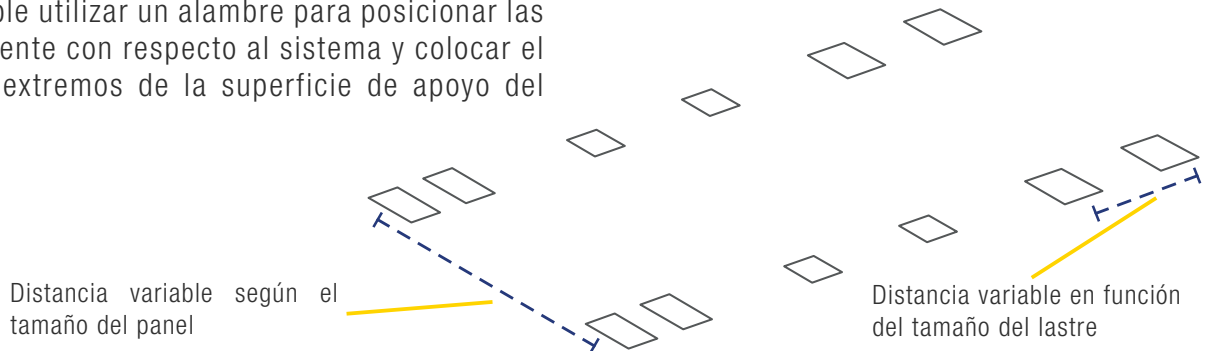 ble utilizar un alambre para posicionar las
ente con respecto al sistema y colocar el
extremos de la superficie de apoyo del
Distancia variable según el
tamaño del panel
Distancia variable en función
del tamaño del lastre